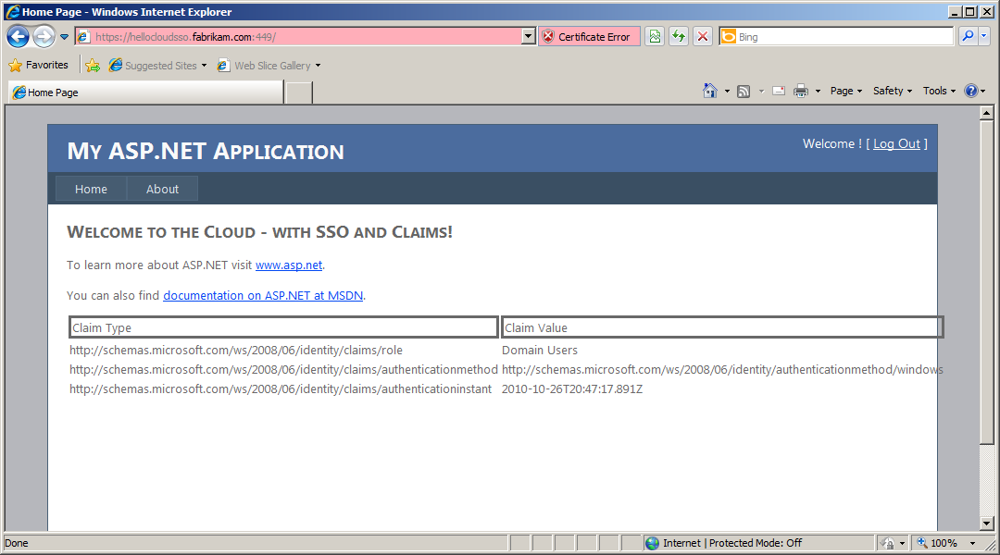 Home Page - Windows Internet Explorer
https://hellocloudsso.fabrikam.com:449/
Certificate Error
Bing
Favorites
Suggested Sites
Web Slice Gallery
Home Page
Page
Safety
Tools
My ASP.NET Application
Welcome ! [ Log Out ]
Home
About
Welcome to the Cloud - with SSO and Claims!
To learn more about ASP.NET visit www.asp.net.
You can also find documentation on ASP.NET at MSDN.
Claim Type Claim Value
http://schemas.microsoft.com/ws/2008/06/identity/claims/role Domain Users
http://schemas.microsoft.com/ws/2008/06/identity/claims/authenticationmethod http://schemas.microsoft.com/ws/2008/06/identity/authenticationmethod/windows
http://schemas.microsoft.com/ws/2008/06/identity/claims/authenticationinstant 2010-10-26T20:47:17.891Z
Done
Internet | Protected Mode: Off
100%